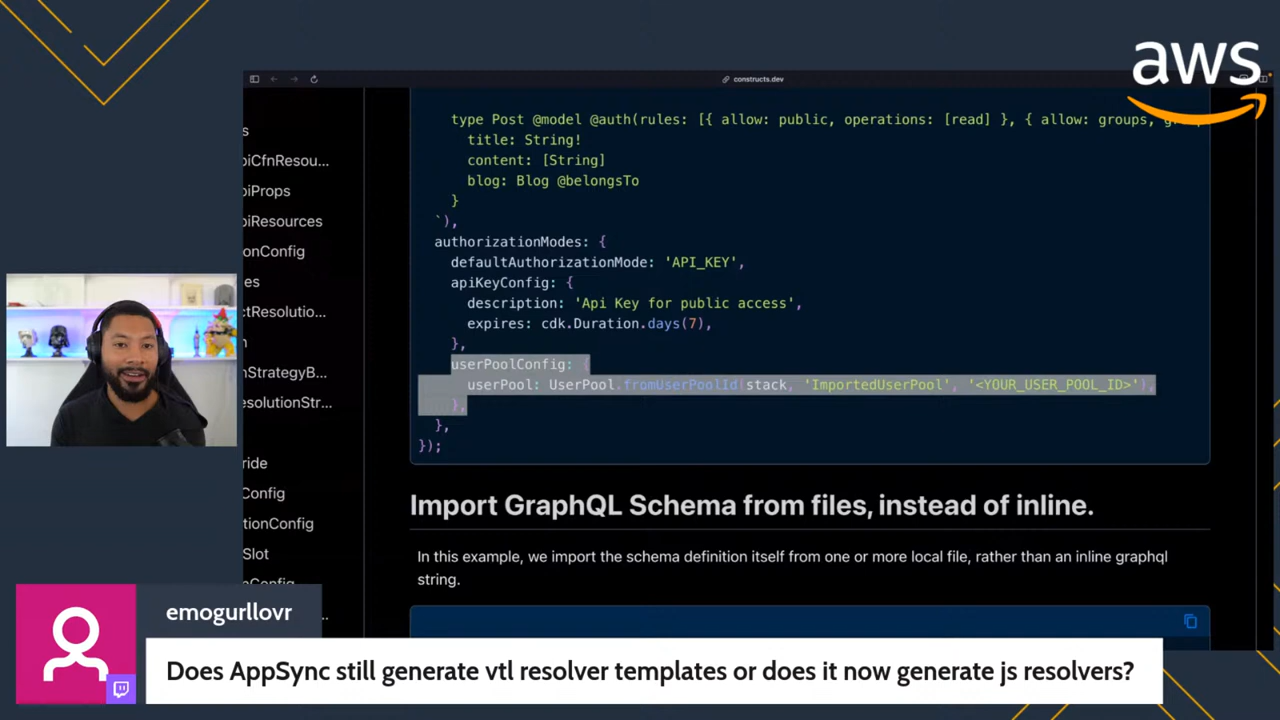 aws
constructs.dev
s
piCfnResou...
piProps
piResources
onConfig
es
ctResolutio...
n
nStrategyB...
esolutionStr...
ride
Config
tionConfig
Slot
eConfig
type Post @model @auth(rules: [{ allow: public, operations: [read] }, { allow: groups,
title: String!
content: [String]
blog: Blog @belongsTo
}
`),
authorizationModes: {
defaultAuthorizationMode: 'API_KEY',
apiKeyConfig: {
description: 'Api Key for public access',
expires: cdk.Duration.days(7),
},
userPoolConfig: {
userPool: UserPool.fromUserPoolId(stack, 'ImportedUserPool', '<YOUR_USER_POOL_ID>'),
},
},
});
Import GraphQL Schema from files, instead of inline.
In this example, we import the schema definition itself from one or more local file, rather than an inline graphql
string.
emogurllovr
Does AppSync still generate vtl resolver templates or does it now generate js resolvers?